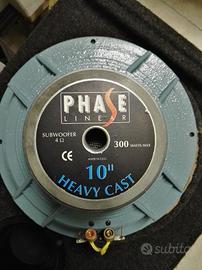 PHASE
LINEAR
SUBWOOFER
4 Ω
300 WATTS MAX
CE
10"
HEAVY CAST
subito